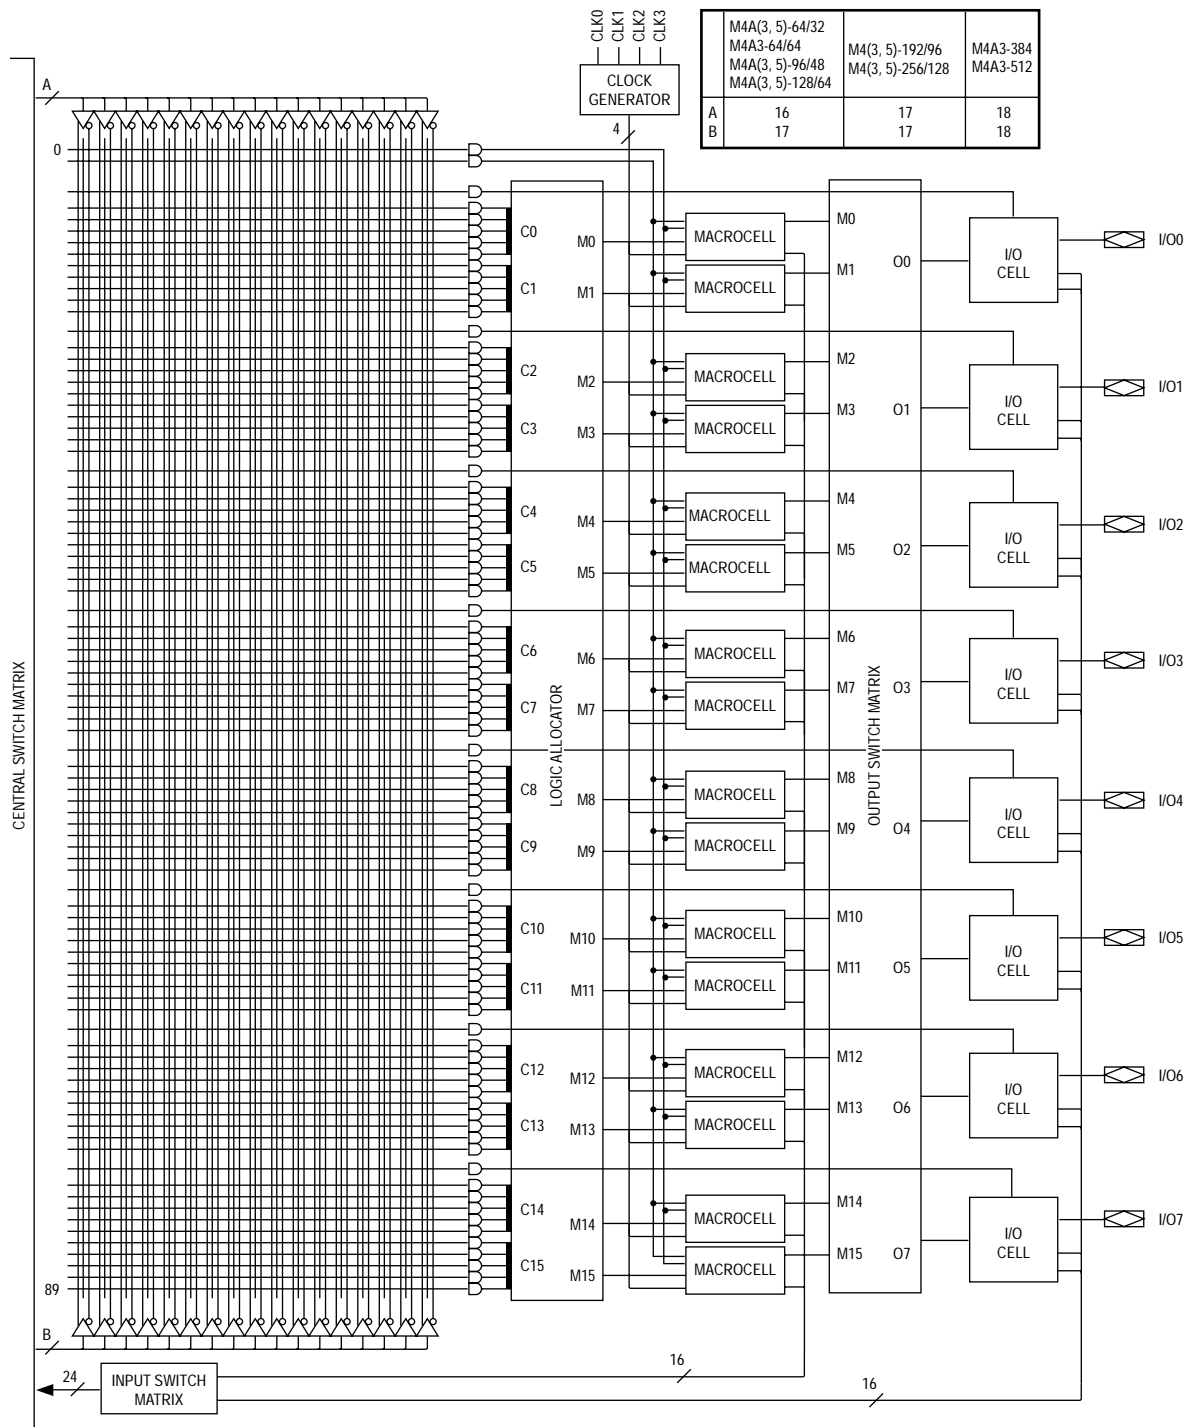 CLK0
CLK1
CLK2
CLK3
CLOCK
GENERATOR
4
M4A(3, 5)-64/32
M4A3-64/64
M4A(3, 5)-96/48
M4A(3, 5)-128/64
M4(3, 5)-192/96
M4(3, 5)-256/128
M4A3-384
M4A3-512
A 16 17 18
B 17 17 18
CENTRAL SWITCH MATRIX
A
0
89
B
24
INPUT SWITCH
MATRIX
16
16
LOGIC ALLOCATOR
OUTPUT SWITCH MATRIX
C0 M0 MACROCELL M0
O0 I/O
CELL
I/O0
C1 M1 MACROCELL M1
C2 M2 MACROCELL M2
O1 I/O
CELL
I/O1
C3 M3 MACROCELL M3
C4 M4 MACROCELL M4
O2 I/O
CELL
I/O2
C5 M5 MACROCELL M5
C6 M6 MACROCELL M6
O3 I/O
CELL
I/O3
C7 M7 MACROCELL M7
C8 M8 MACROCELL M8
O4 I/O
CELL
I/O4
C9 M9 MACROCELL M9
C10 M10 MACROCELL M10
O5 I/O
CELL
I/O5
C11 M11 MACROCELL M11
C12 M12 MACROCELL M12
O6 I/O
CELL
I/O6
C13 M13 MACROCELL M13
C14 M14 MACROCELL M14
O7 I/O
CELL
I/O7
C15 M15 MACROCELL M15